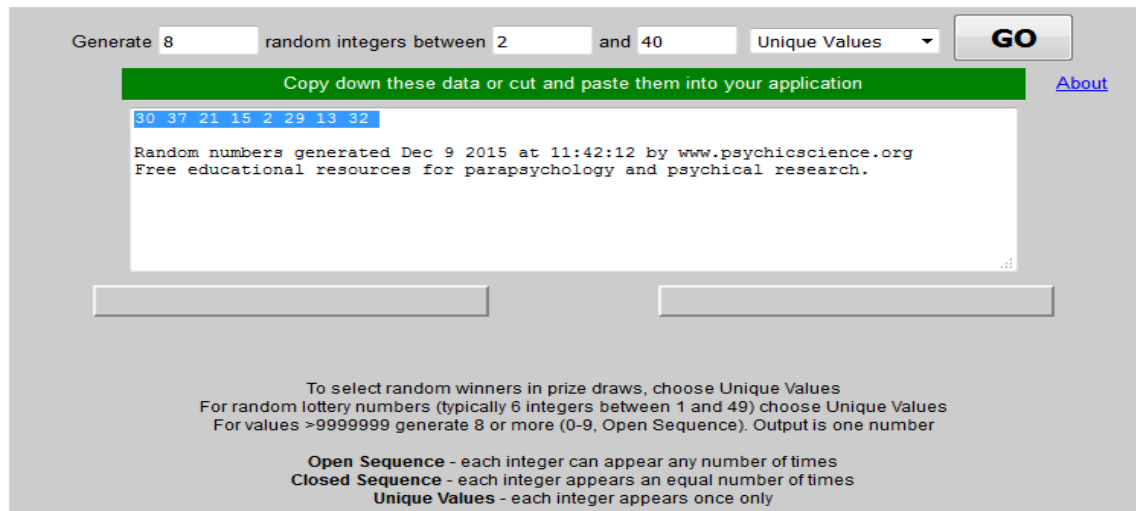 Generate 8 random integers between 2 and 40 Unique Values GO
Copy down these data or cut and paste them into your application About
30 37 21 15 2 29 13 32
Random numbers generated Dec 9 2015 at 11:42:12 by www.psychicscience.org
Free educational resources for parapsychology and psychical research.
To select random winners in prize draws, choose Unique Values
For random lottery numbers (typically 6 integers between 1 and 49) choose Unique Values
For values >9999999 generate 8 or more (0-9, Open Sequence). Output is one number
Open Sequence - each integer can appear any number of times
Closed Sequence - each integer appears an equal number of times
Unique Values - each integer appears once only